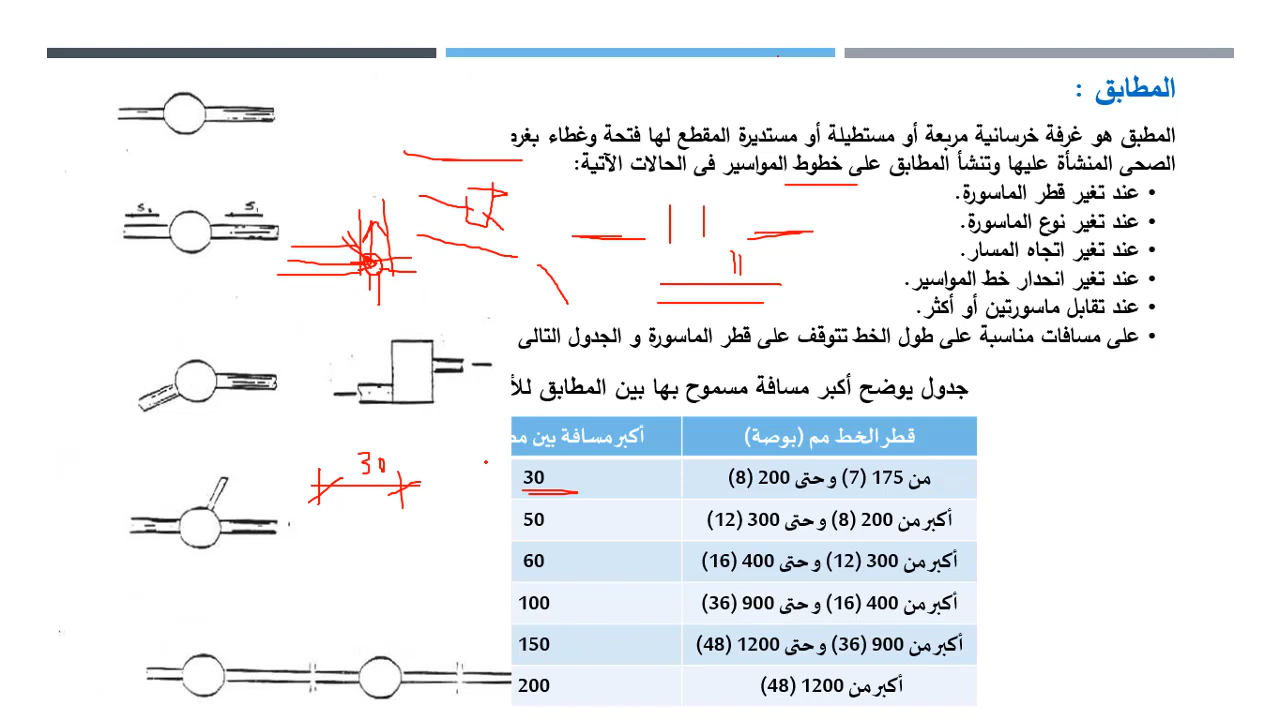 المطابق :
المطبق هو غرفة خرسانية مربعة أو مستطيلة أو مستديرة المقطع لها فتحة وغطاء
الصحى المنشأة عليها وتنشأ المطابق على خطوط المواسير فى الحالات الآتية:
• عند تغير قطر الماسورة.
• عند تغير نوع الماسورة.
• عند تغير اتجاه المسار.
• عند تغير انحدار خط المواسير.
• عند تقابل ماسورتين أو أكثر.
• على مسافات مناسبة على طول الخط تتوقف على قطر الماسورة و الجدول التالى
جدول يوضح أكبر مسافة مسموح بها بين المطابق
قطر الخط مم (بوصة) أكبر مسافة بين
من 175 (7) وحتى 200 (8) 30
أكبر من 200 (8) وحتى 300 (12) 50
أكبر من 300 (12) وحتى 400 (16) 60
أكبر من 400 (16) وحتى 900 (36) 100
أكبر من 900 (36) وحتى 1200 (48) 150
أكبر من 1200 (48) 200
S₁
30